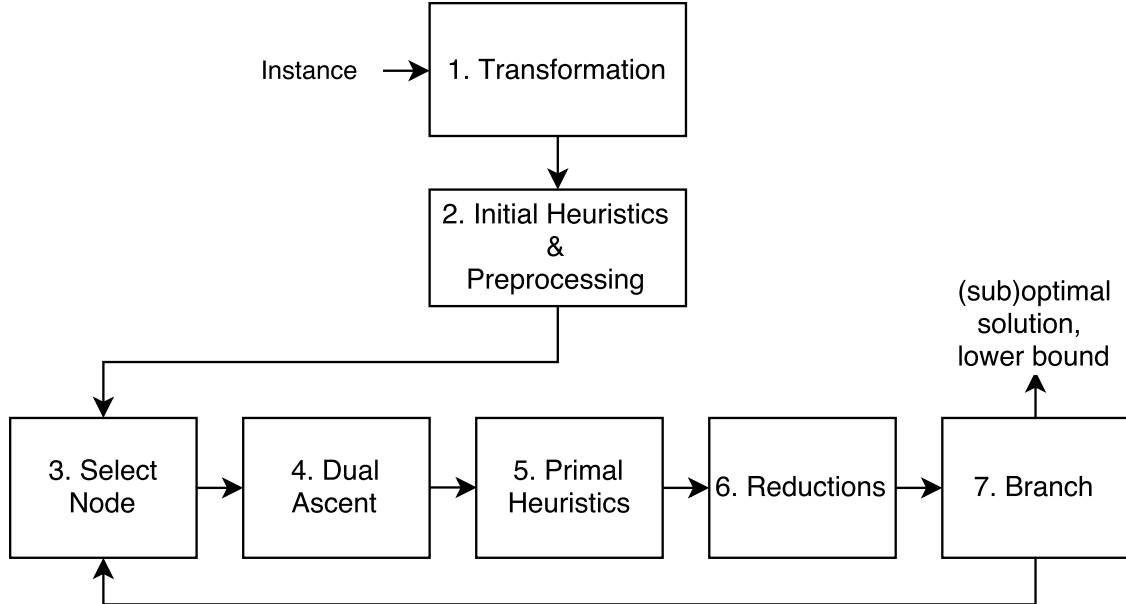 Instance
1. Transformation
2. Initial Heuristics
&
Preprocessing
(sub)optimal
solution,
lower bound
3. Select
Node
4. Dual
Ascent
5. Primal
Heuristics
6. Reductions
7. Branch